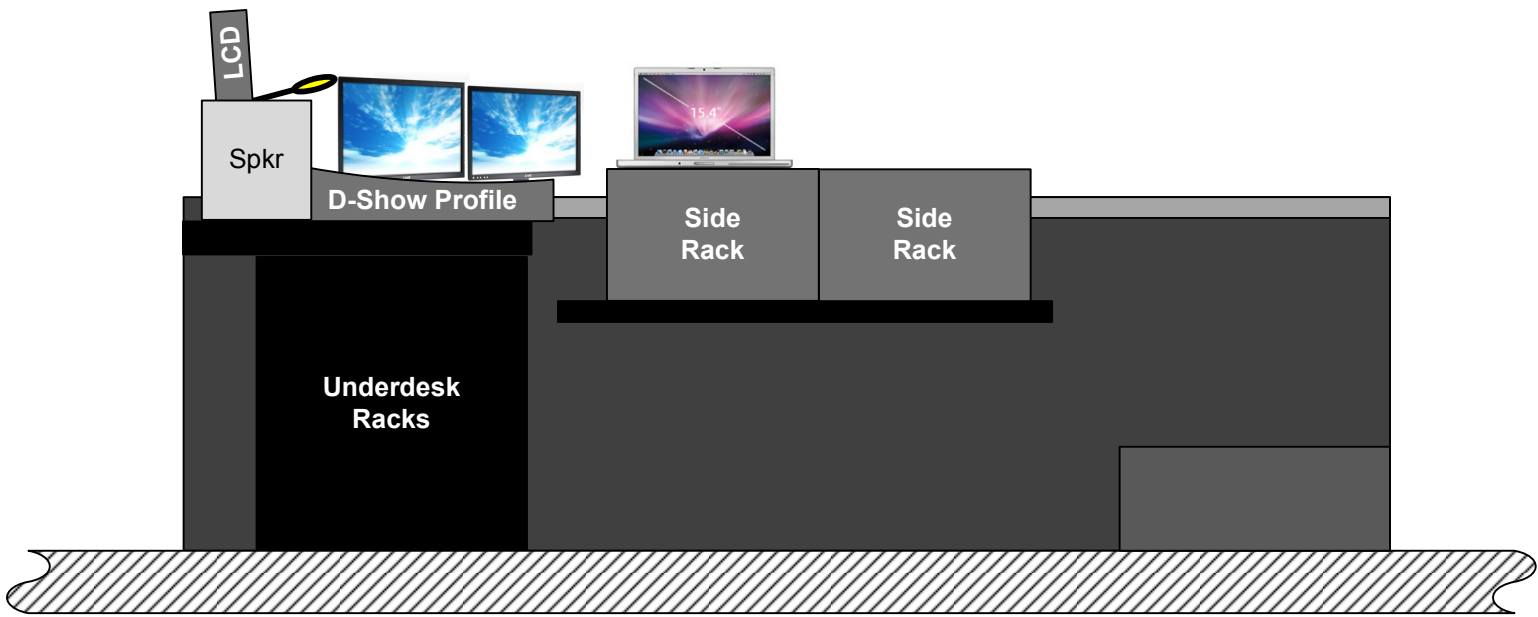 LCD
Spkr
D-Show Profile
15.4"
Side
Rack
Side
Rack
Underdesk
Racks